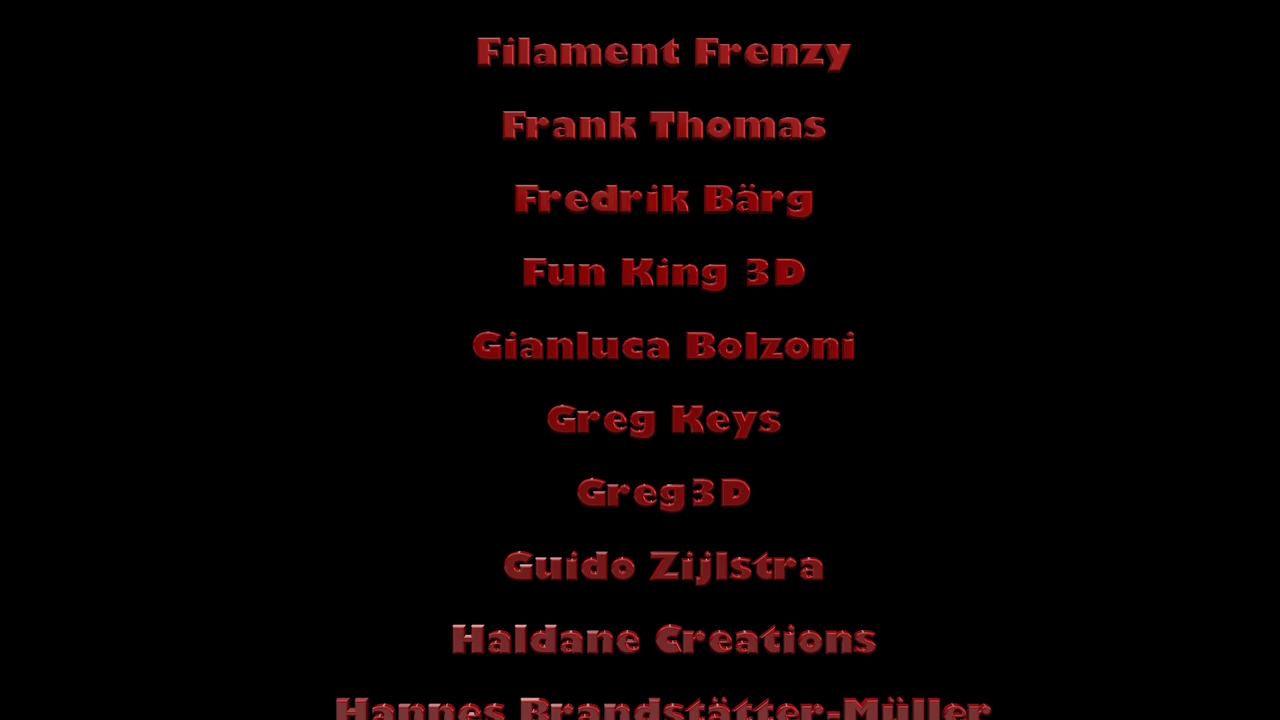 Filament Frenzy
Frank Thomas
Fredrik Bärg
Fun King 3D
Gianluca Bolzoni
Greg Keys
Greg3D
Guido Zijlstra
Haldane Creations
Hannes Brandstätter-Müller